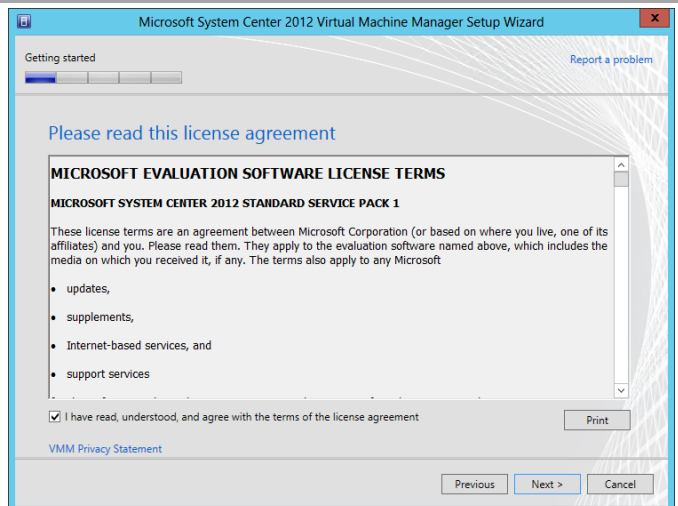 Microsoft System Center 2012 Virtual Machine Manager Setup Wizard
x
Getting started
Report a problem
Please read this license agreement
MICROSOFT EVALUATION SOFTWARE LICENSE TERMS
MICROSOFT SYSTEM CENTER 2012 STANDARD SERVICE PACK 1
These license terms are an agreement between Microsoft Corporation (or based on where you live, one of its
affiliates) and you. Please read them. They apply to the evaluation software named above, which includes the
media on which you received it, if any. The terms also apply to any Microsoft
• updates,
• supplements,
• Internet-based services, and
• support services
I have read, understood, and agree with the terms of the license agreement
Print
VMM Privacy Statement
Previous Next > Cancel